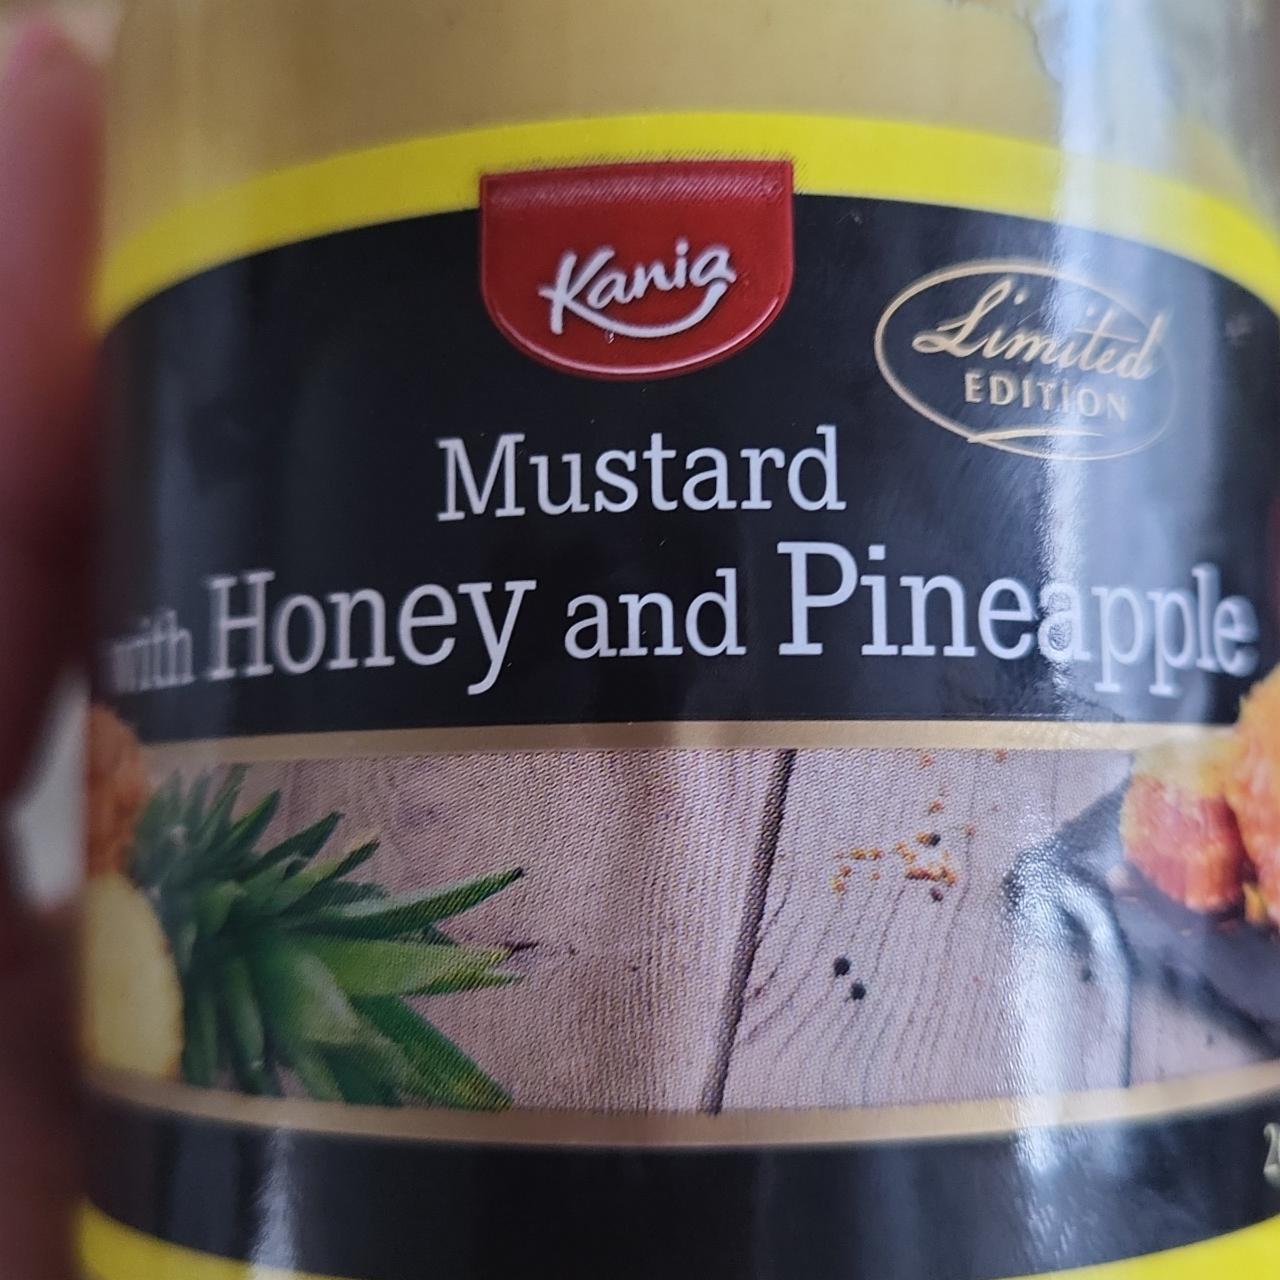 Kania
Limited
EDITION
Mustard
with Honey and Pineapple